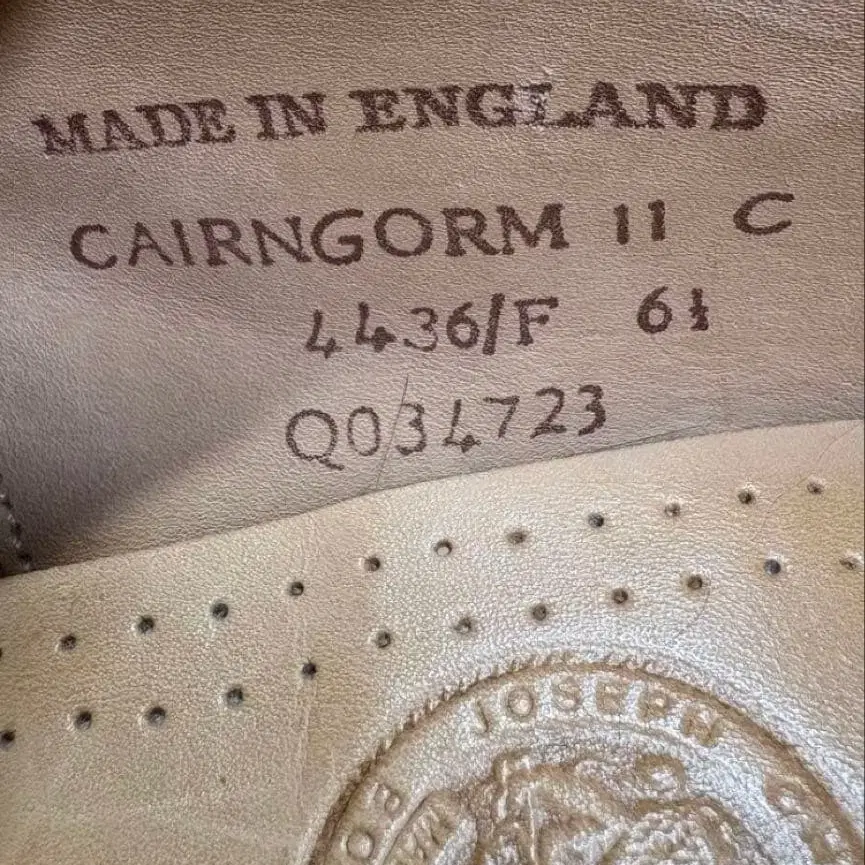 MADE IN ENGLAND
CAIRNGORM 11 C
4436/F 6½
Q034723
JOSEPH